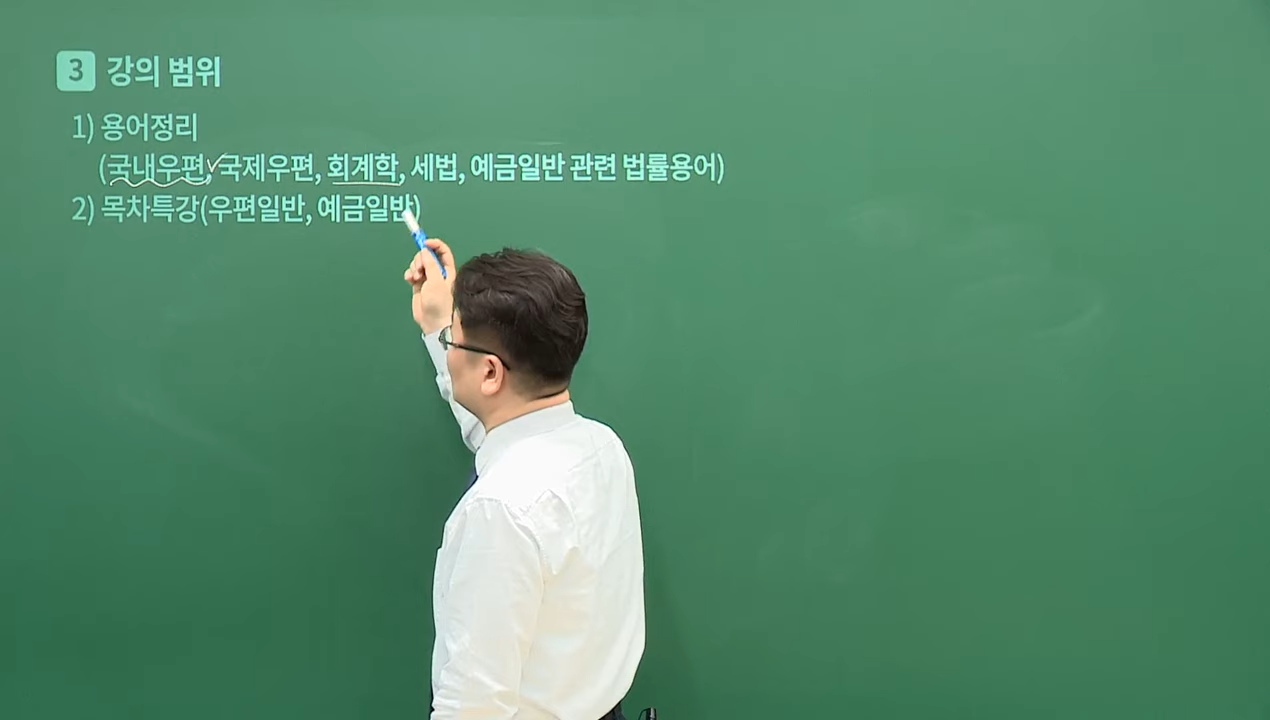 3 강의 범위
1) 용어정리
(국내우편, 국제우편, 회계학, 세법, 예금일반 관련 법률용어)
2) 목차특강(우편일반, 예금일반)